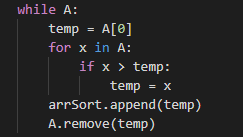 while A:
    temp = A[0]
    for x in A:
        if x > temp:
            temp = x
    arrSort.append(temp)
    A.remove(temp)